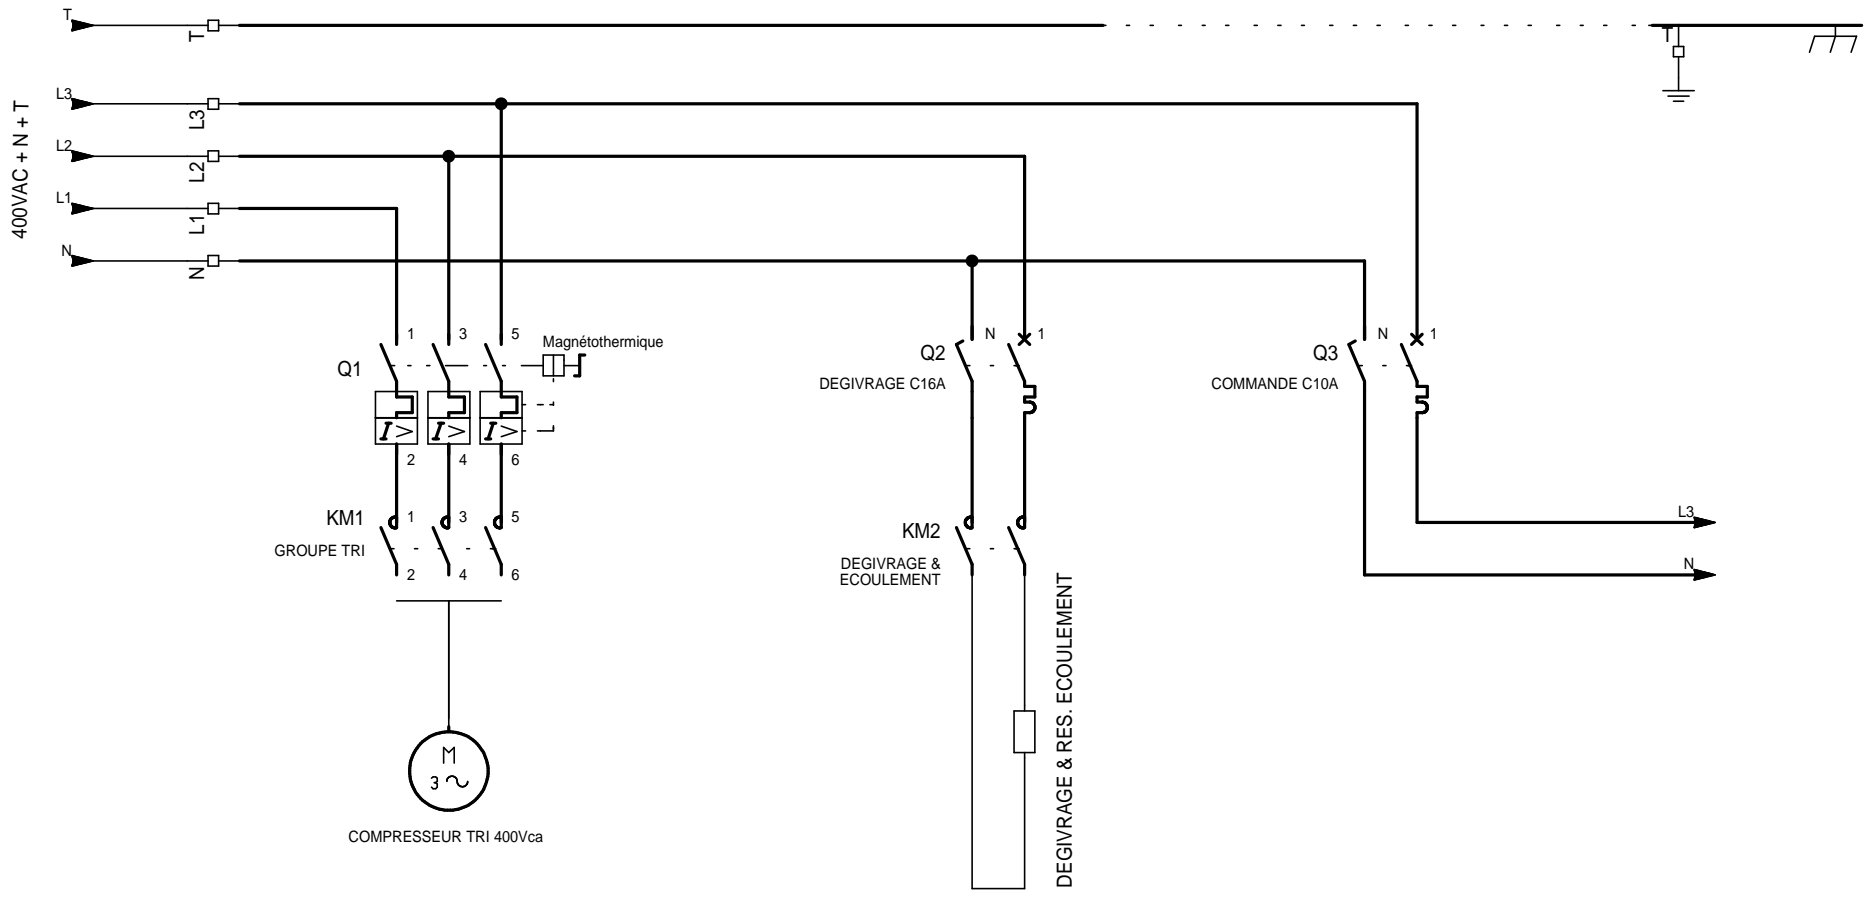 T
T
T
L3
L3
L2
L2
L1
L1
N
N
400VAC + N + T
1
3
5
Magnétothermique
Q1
I >
I >
I >
2
4
6
KM1
1
3
5
GROUPE TRI
2
4
6
M
3 ~
COMPRESSEUR TRI 400Vca
N
1
Q2
DEGIVRAGE C16A
KM2
DEGIVRAGE &
ECOULEMENT
DEGIVRAGE & RES. ECOULEMENT
N
1
Q3
COMMANDE C10A
L3
N